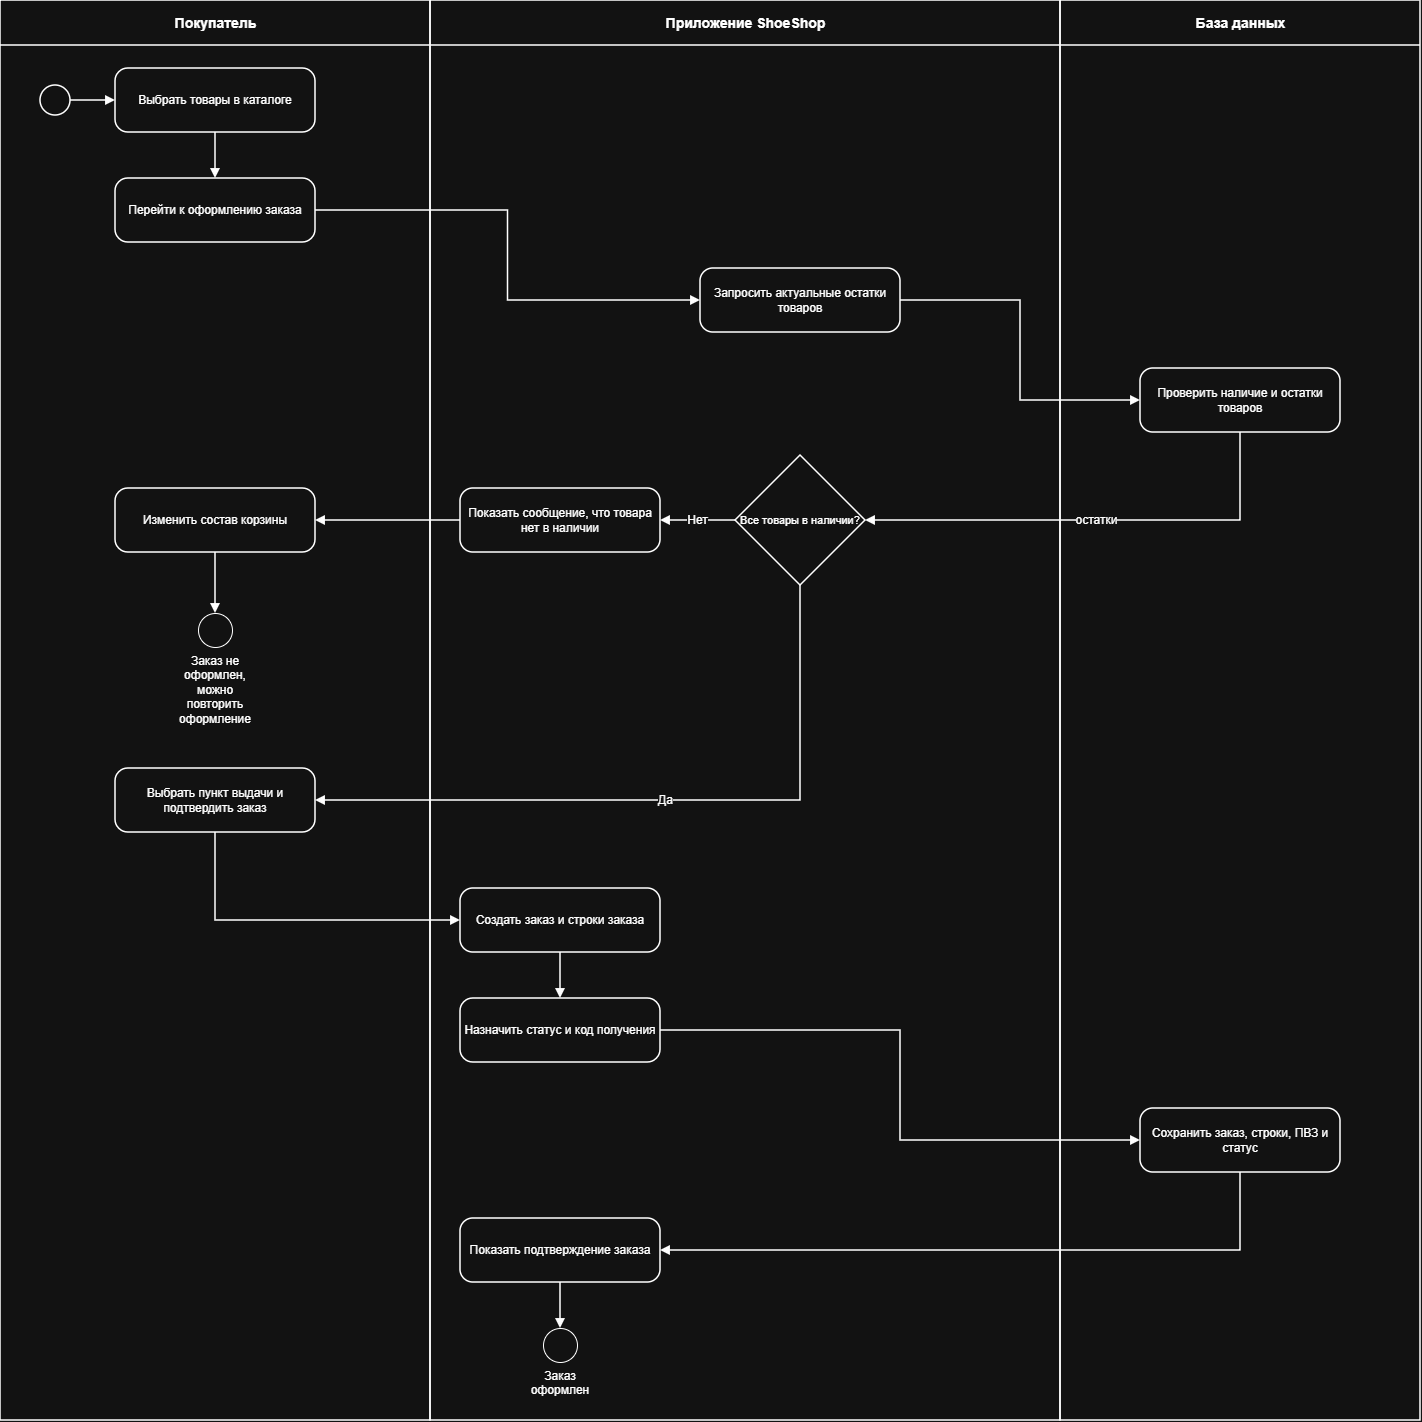 Покупатель
Приложение ShoeShop
База данных
Выбрать товары в каталоге
Перейти к оформлению заказа
Запросить актуальные остатки
товаров
Проверить наличие и остатки
товаров
Изменить состав корзины
Показать сообщение, что товара
нет в наличии
Нет
Все товары в наличии?
остатки
Заказ не
оформлен,
можно
повторить
оформление
Выбрать пункт выдачи и
подтвердить заказ
Да
Создать заказ и строки заказа
Назначить статус и код получения
Сохранить заказ, строки, ПВЗ и
статус
Показать подтверждение заказа
Заказ
оформлен